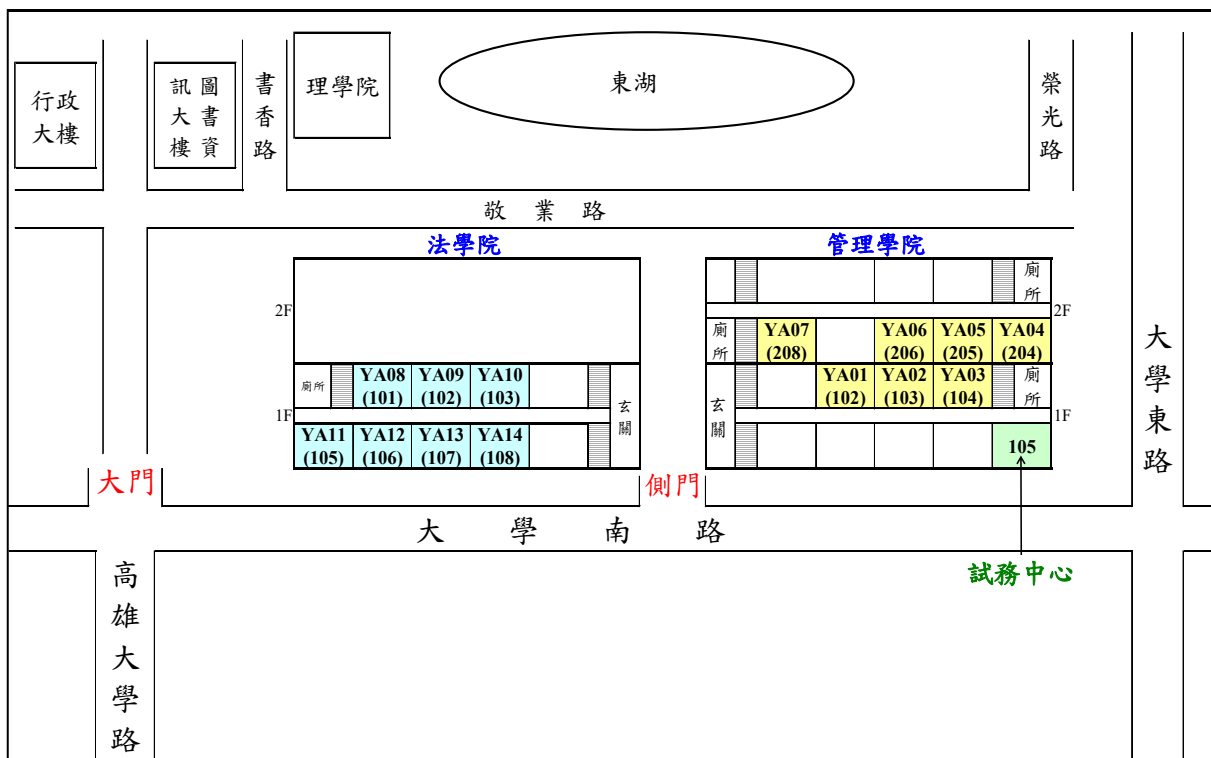 行政
大樓
圖書資
訊大樓
書香路
理學院
東湖
榮光路
敬業路
法學院
管理學院
廁所
2F
2F
廁所
YA07
(208)
YA06
(206)
YA05
(205)
YA04
(204)
大學東路
廁所
YA08
(101)
YA09
(102)
YA10
(103)
玄關
玄關
YA01
(102)
YA02
(103)
YA03
(104)
廁所
1F
1F
YA11
(105)
YA12
(106)
YA13
(107)
YA14
(108)
105
大門
側門
大學南路
試務中心
高雄大學路